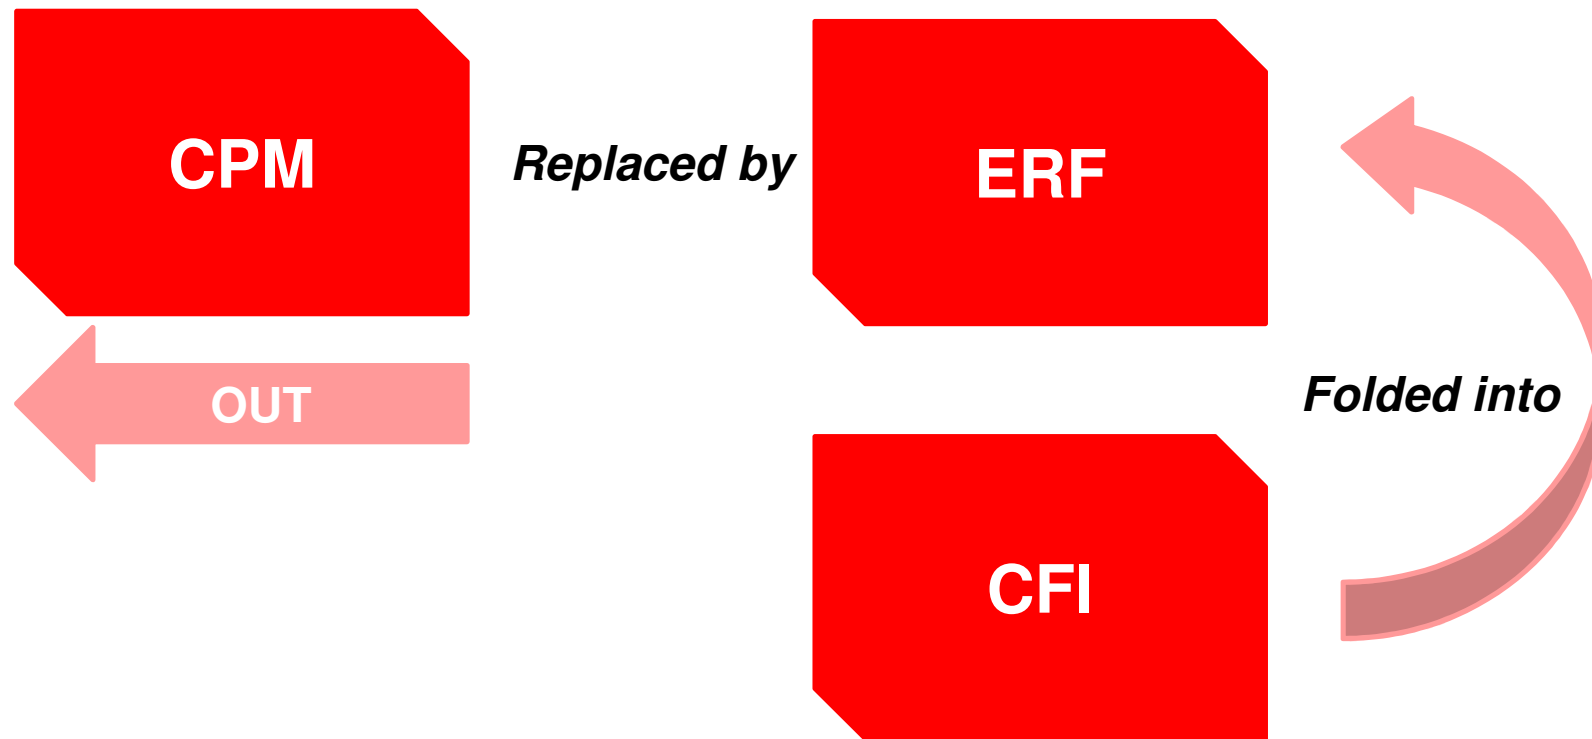 CPM
Replaced by
ERF
OUT
Folded into
CFI